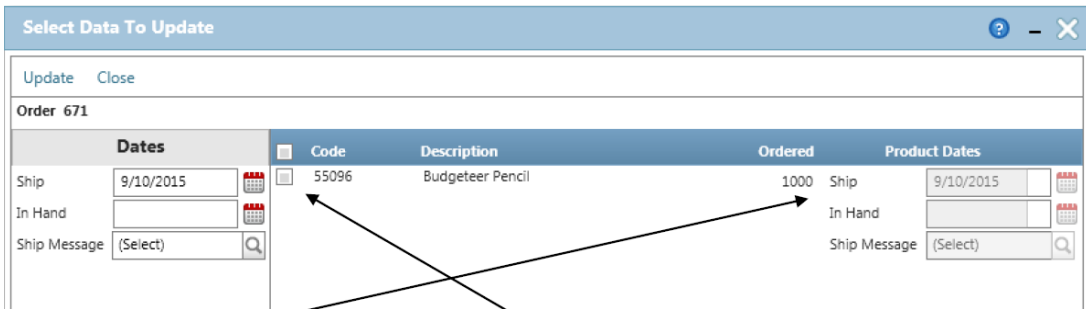 Select Data To Update
Update Close
Order 671
Dates Code Description Ordered Product Dates
Ship 9/10/2015 55096 Budgeteer Pencil 1000 Ship 9/10/2015
In Hand In Hand
Ship Message (Select) Ship Message (Select)